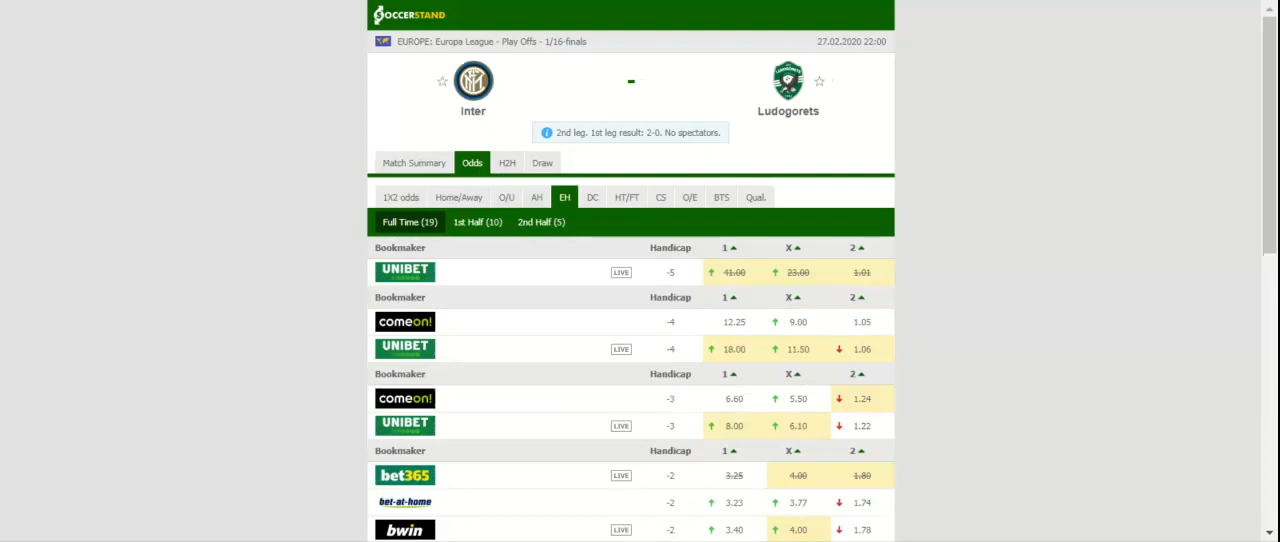 SOCCERSTAND
EUROPE: Europa League - Play Offs - 1/16-finals 27.02.2020 22:00
-
Inter Ludogorets
2nd leg. 1st leg result: 2-0. No spectators.
Match Summary Odds H2H Draw
1X2 odds Home/Away O/U AH EH DC HT/FT CS O/E BTS Qual.
Full Time (19) 1st Half (10) 2nd Half (5)
Bookmaker Handicap 1 X 2
UNIBET LIVE -5 41.00 23.00 1.01
Bookmaker Handicap 1 X 2
comeon! -4 12.25 9.00 1.05
UNIBET LIVE -4 18.00 11.50 1.06
Bookmaker Handicap 1 X 2
comeon! -3 6.60 5.50 1.24
UNIBET LIVE -3 8.00 6.10 1.22
Bookmaker Handicap 1 X 2
bet365 LIVE -2 3.25 4.00 1.80
bet-at-home -2 3.23 3.77 1.74
bwin LIVE -2 3.40 4.00 1.78